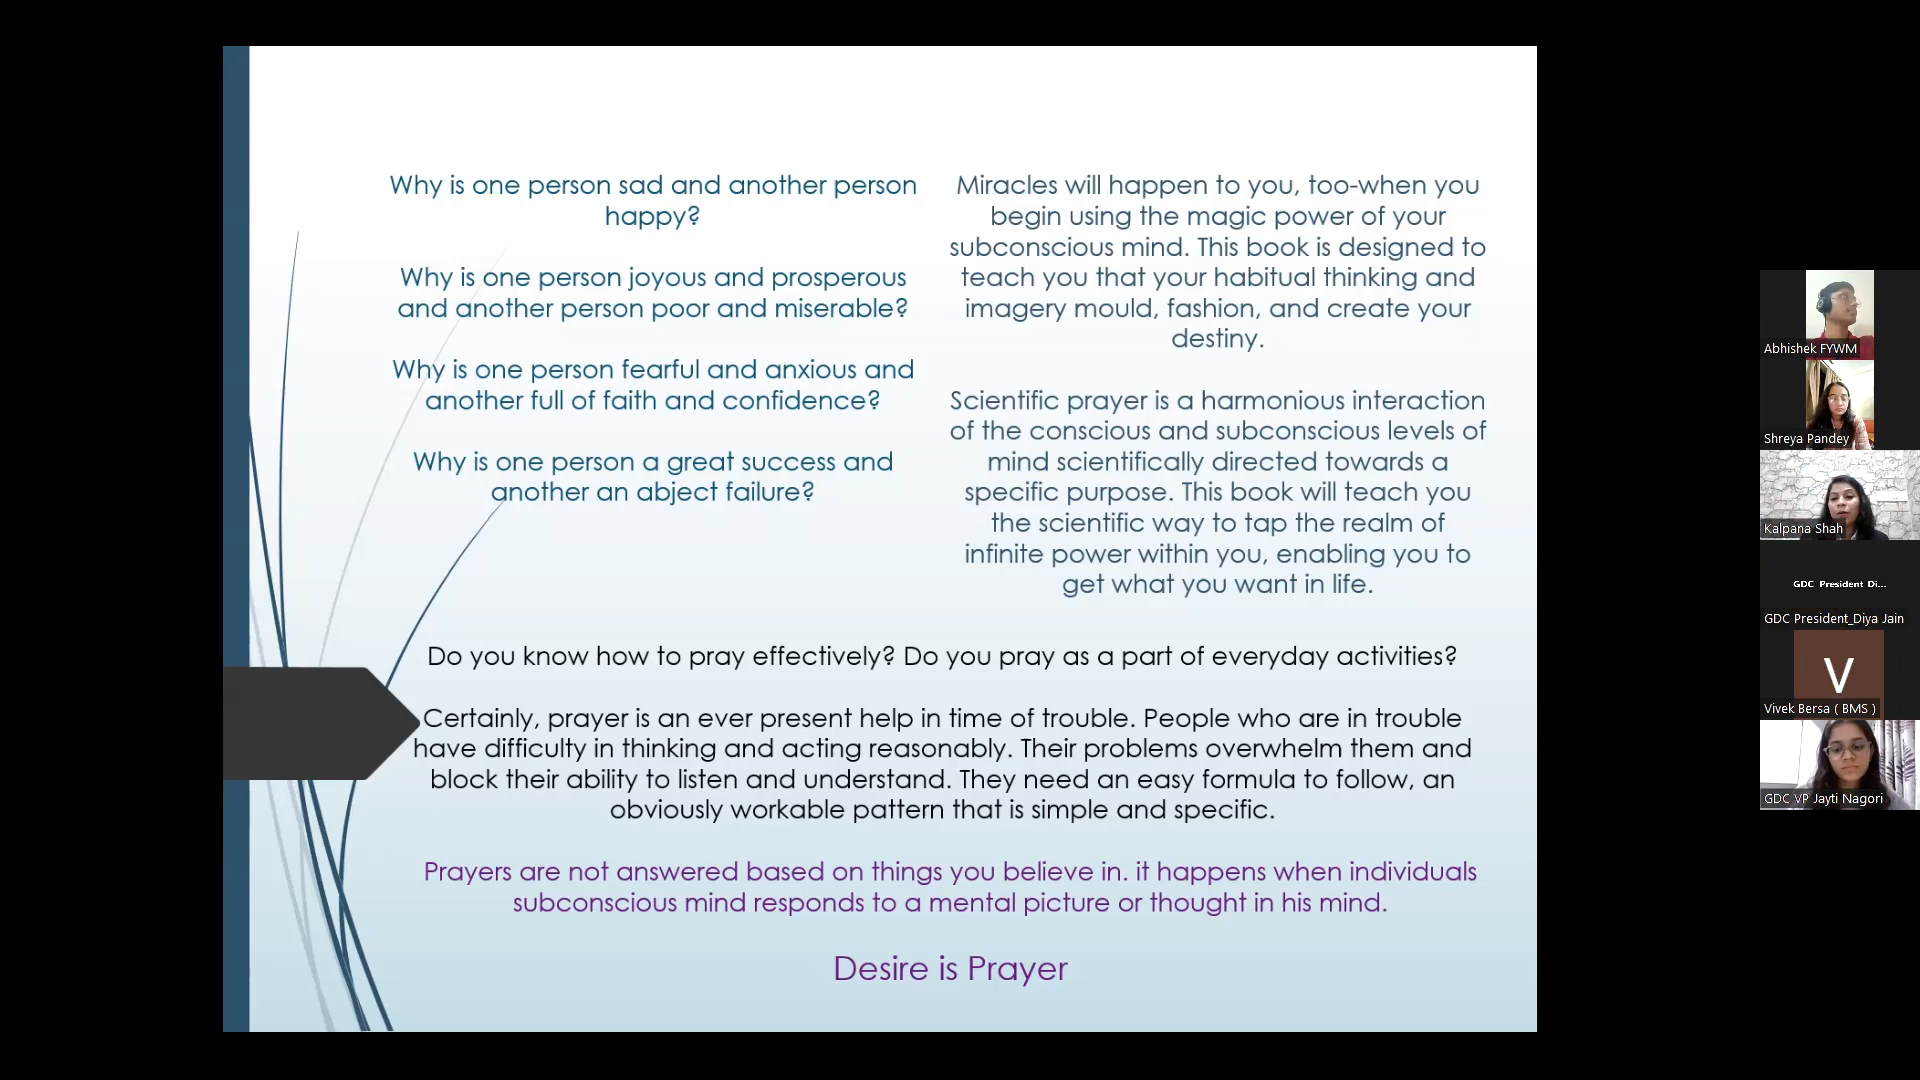 Why is one person sad and another person
happy?
Why is one person joyous and prosperous
and another person poor and miserable?
Why is one person fearful and anxious and
another full of faith and confidence?
Why is one person a great success and
another an abject failure?
Miracles will happen to you, too-when you
begin using the magic power of your
subconscious mind. This book is designed to
teach you that your habitual thinking and
imagery mould, fashion, and create your
destiny.
Scientific prayer is a harmonious interaction
of the conscious and subconscious levels of
mind scientifically directed towards a
specific purpose. This book will teach you
the scientific way to tap the realm of
infinite power within you, enabling you to
get what you want in life.
Do you know how to pray effectively? Do you pray as a part of everyday activities?
Certainly, prayer is an ever present help in time of trouble. People who are in trouble
have difficulty in thinking and acting reasonably. Their problems overwhelm them and
block their ability to listen and understand. They need an easy formula to follow, an
obviously workable pattern that is simple and specific.
Prayers are not answered based on things you believe in. it happens when individuals
subconscious mind responds to a mental picture or thought in his mind.
Desire is Prayer
Abhishek FYWM
Shreya Pandey
Kalpana Shah
GDC President Di...
GDC President_Diya Jain
V
Vivek Bersa ( BMS )
GDC VP Jayti Nagori